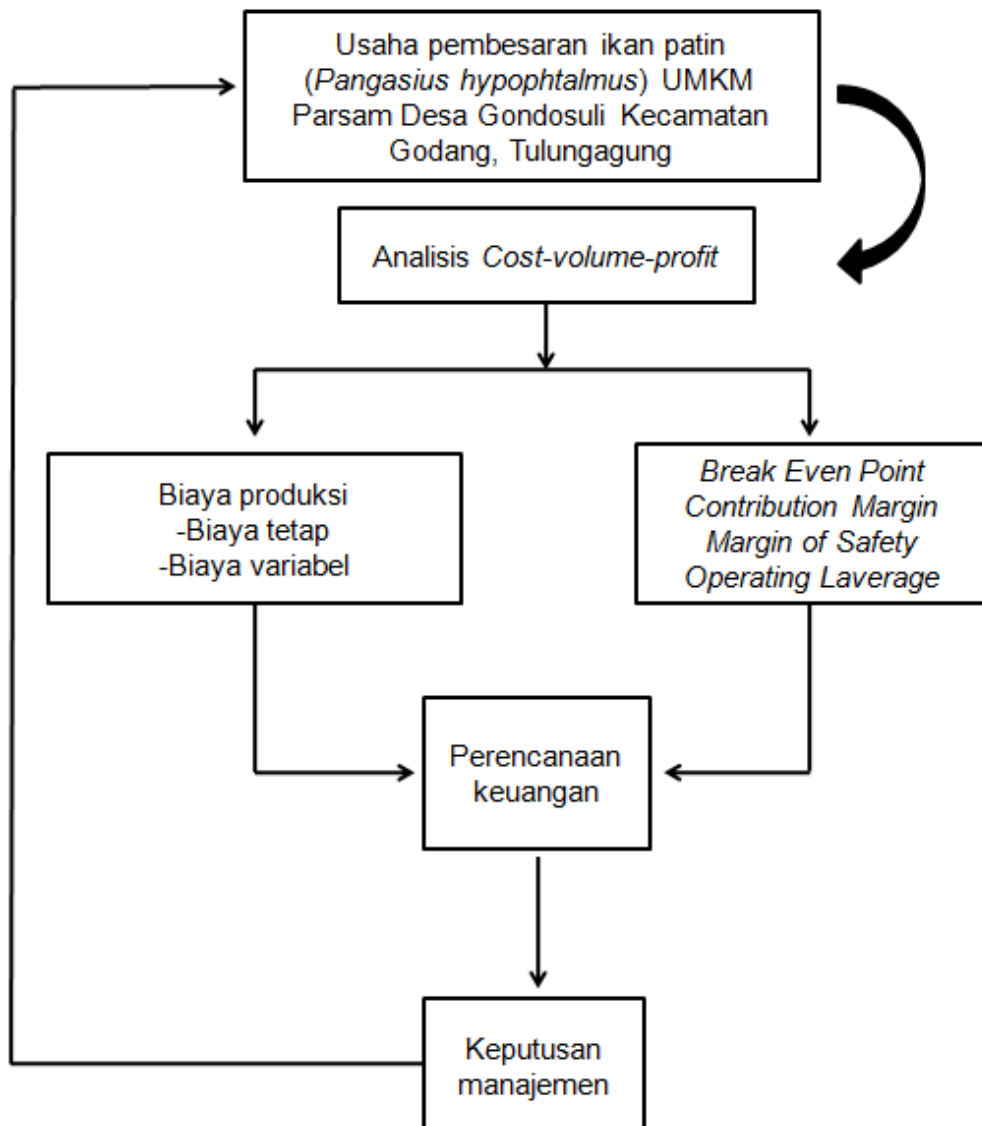 Usaha pembesaran ikan patin
(Pangasius hypophtalmus) UMKM
Parsam Desa Gondosuli Kecamatan
Godang, Tulungagung
Analisis Cost-volume-profit
Biaya produksi
-Biaya tetap
-Biaya variabel
Break Even Point
Contribution Margin
Margin of Safety
Operating Laverage
Perencanaan
keuangan
Keputusan
manajemen